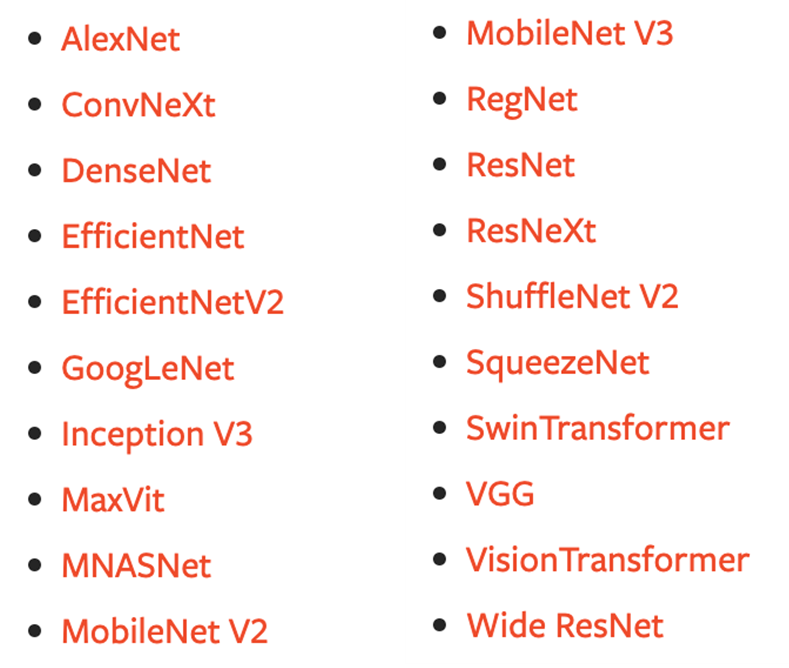 AlexNet
ConvNeXt
DenseNet
EfficientNet
EfficientNetV2
GoogLeNet
Inception V3
MaxVit
MNASNet
MobileNet V2
MobileNet V3
RegNet
ResNet
ResNeXt
ShuffleNet V2
SqueezeNet
SwinTransformer
VGG
VisionTransformer
Wide ResNet